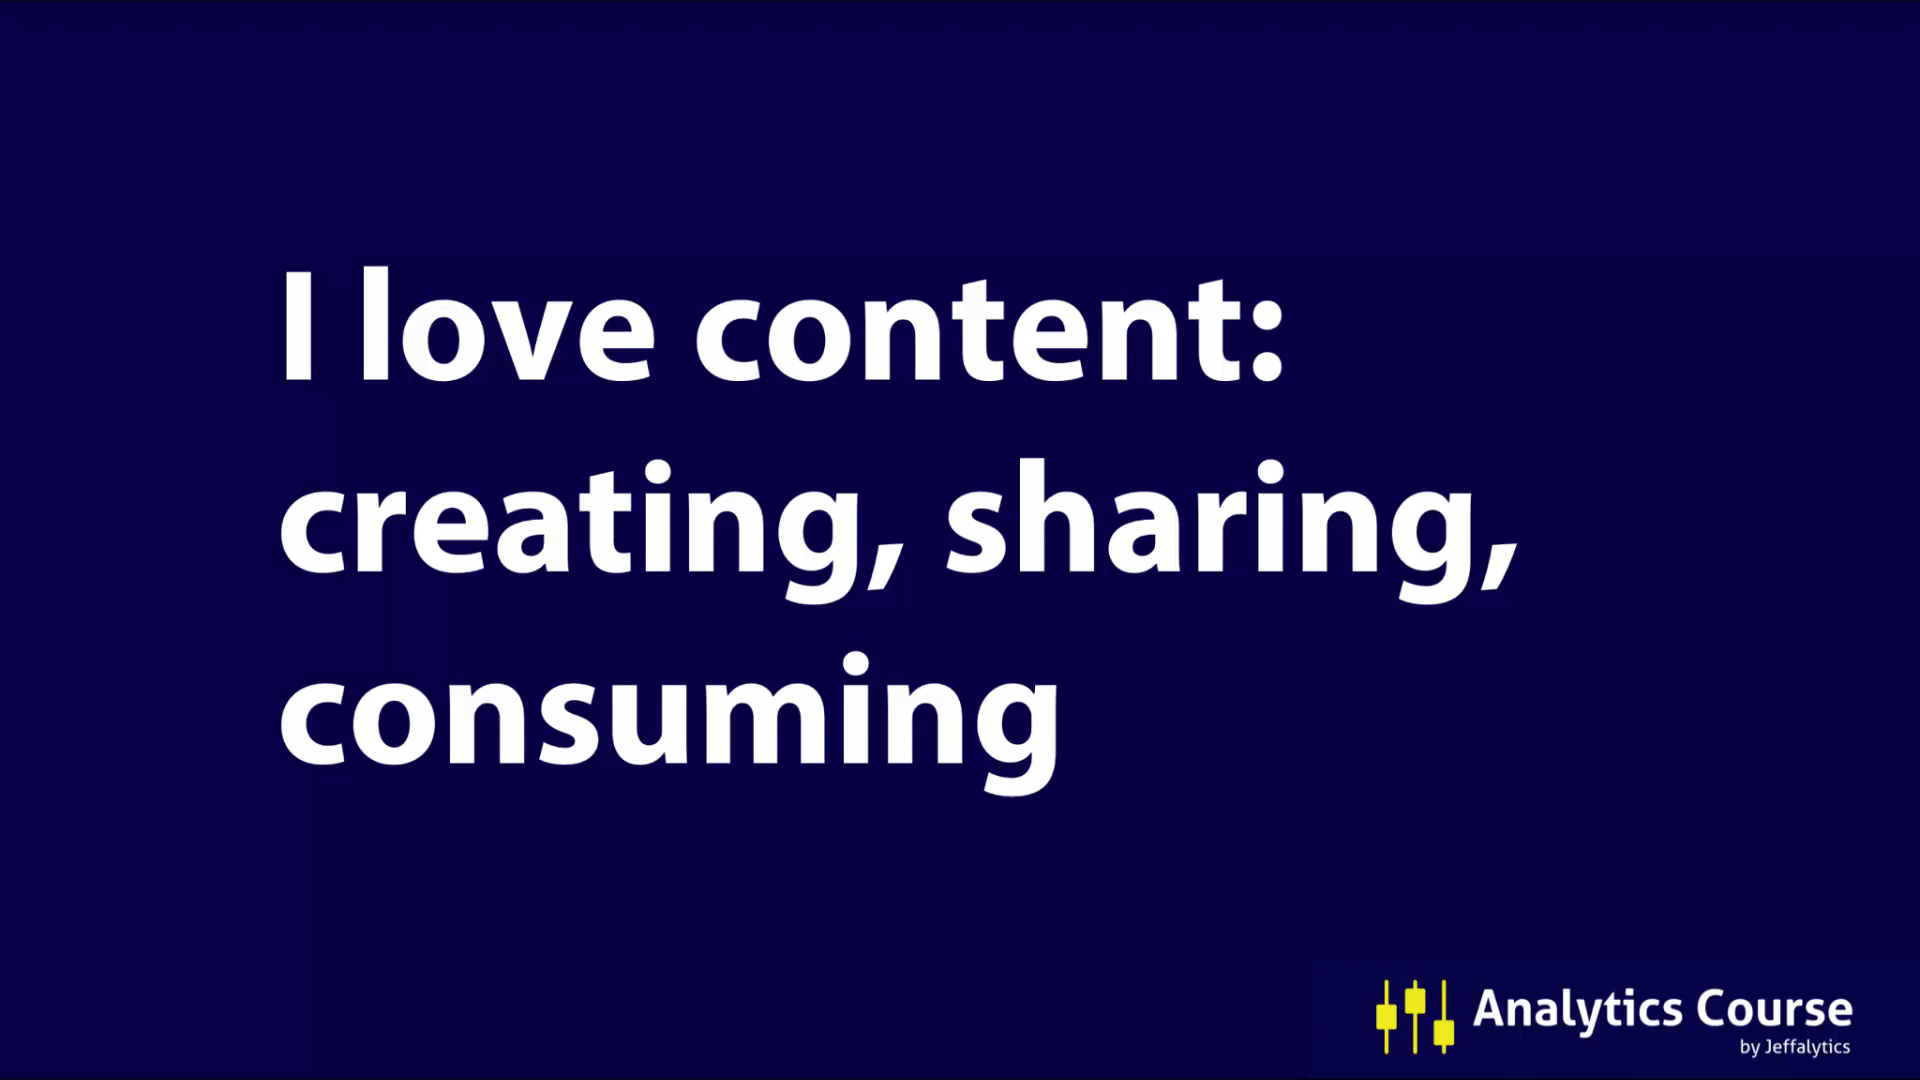 I love content:
creating, sharing,
consuming
Analytics Course
by Jeffalytics